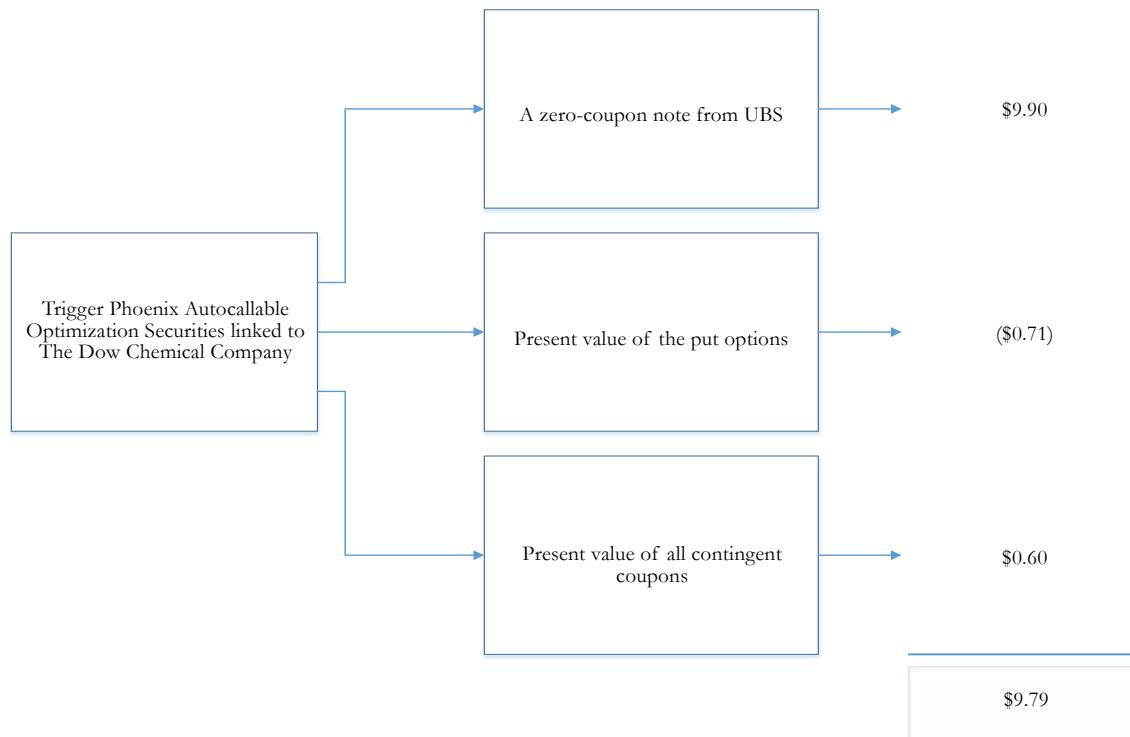 A zero-coupon note from UBS
$9.90
Trigger Phoenix Autocallable
Optimization Securities linked to
The Dow Chemical Company
Present value of the put options
($0.71)
Present value of all contingent
coupons
$0.60
$9.79